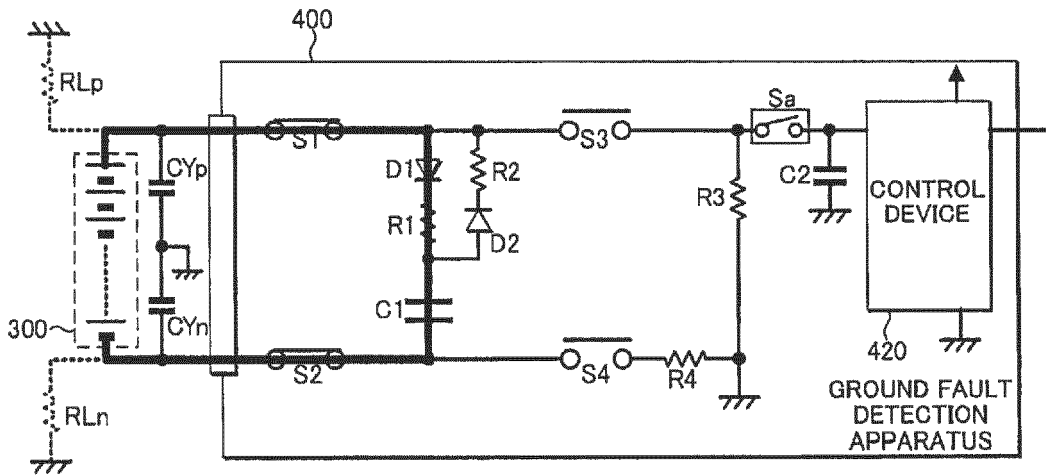 400
RLp
S1
S3
Sa
CYp
D1
R2
C2
CONTROL
DEVICE
R3
R1
D2
C1
300
CYn
S2
S4
R4
420
RLn
GROUND FAULT
DETECTION
APPARATUS